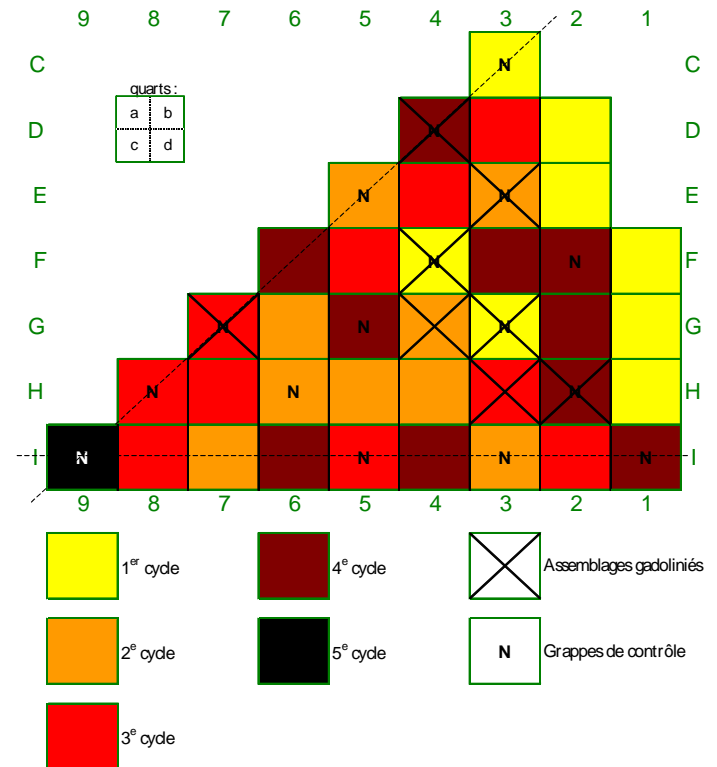 9 8 7 6 5 4 3 2 1
C N C
quarts :
a b
D N D
c d
E N N E
F N N F
G N N N G
H N N N H
I N N N N I
9 8 7 6 5 4 3 2 1
1er cycle 4e cycle Assemblages gadoliniés
2e cycle 5e cycle N Grappes de contrôle
3e cycle